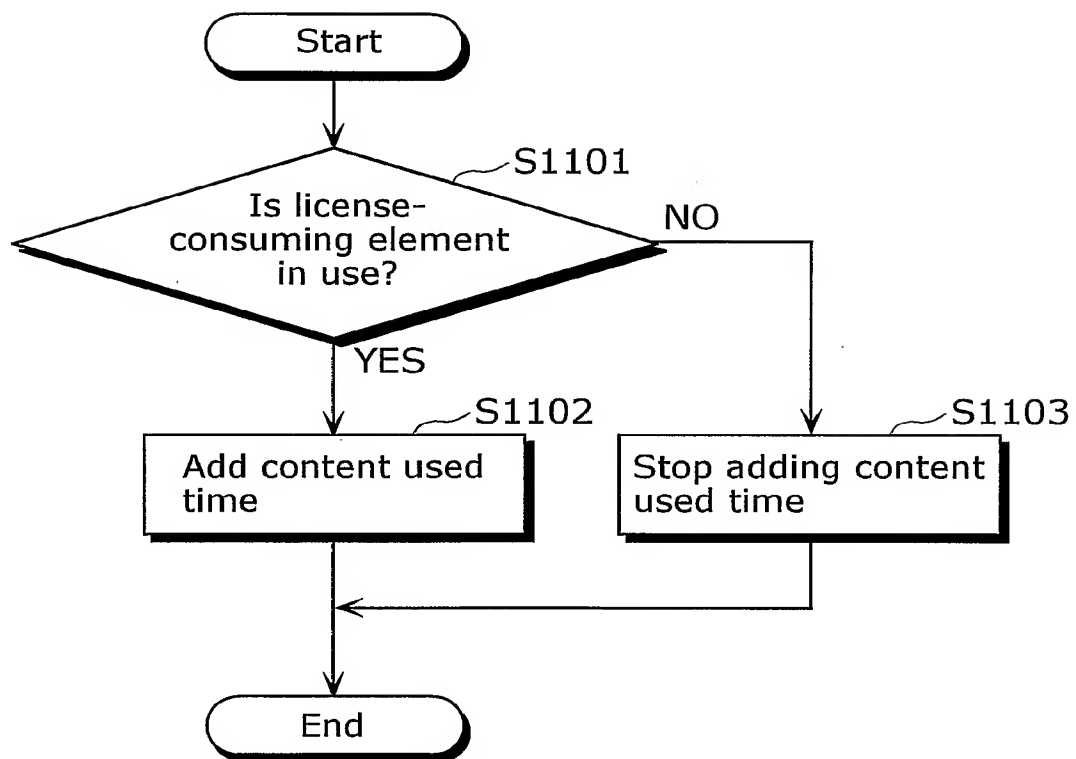 Start
S1101
Is license-
consuming element
in use?
NO
YES
S1102
Add content used
time
S1103
Stop adding content
used time
End